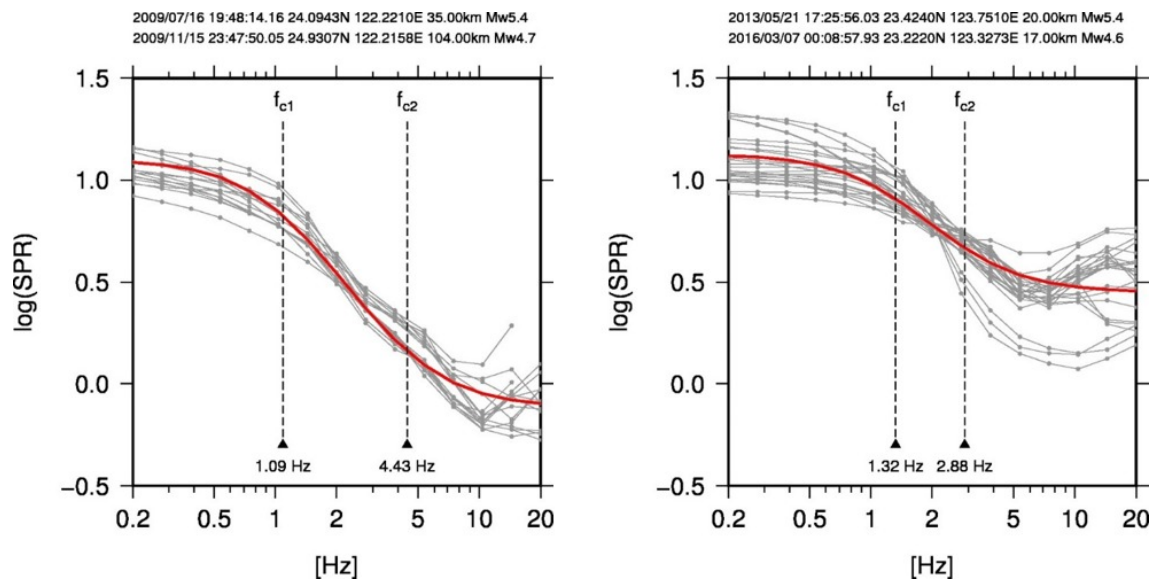 2009/07/16 19:48:14.16 24.0943N 122.2210E 35.00km Mw5.4
2009/11/15 23:47:50.05 24.9307N 122.2158E 104.00km Mw4.7
1.5
1.0
0.5
0.0
−0.5
log(SPR)
fc1
fc2
1.09 Hz
4.43 Hz
0.2
0.5
1
2
5
10
20
[Hz]
2013/05/21 17:25:56.03 23.4240N 123.7510E 20.00km Mw5.4
2016/03/07 00:08:57.93 23.2220N 123.3273E 17.00km Mw4.6
1.5
1.0
0.5
0.0
−0.5
log(SPR)
fc1
fc2
1.32 Hz
2.88 Hz
0.2
0.5
1
2
5
10
20
[Hz]